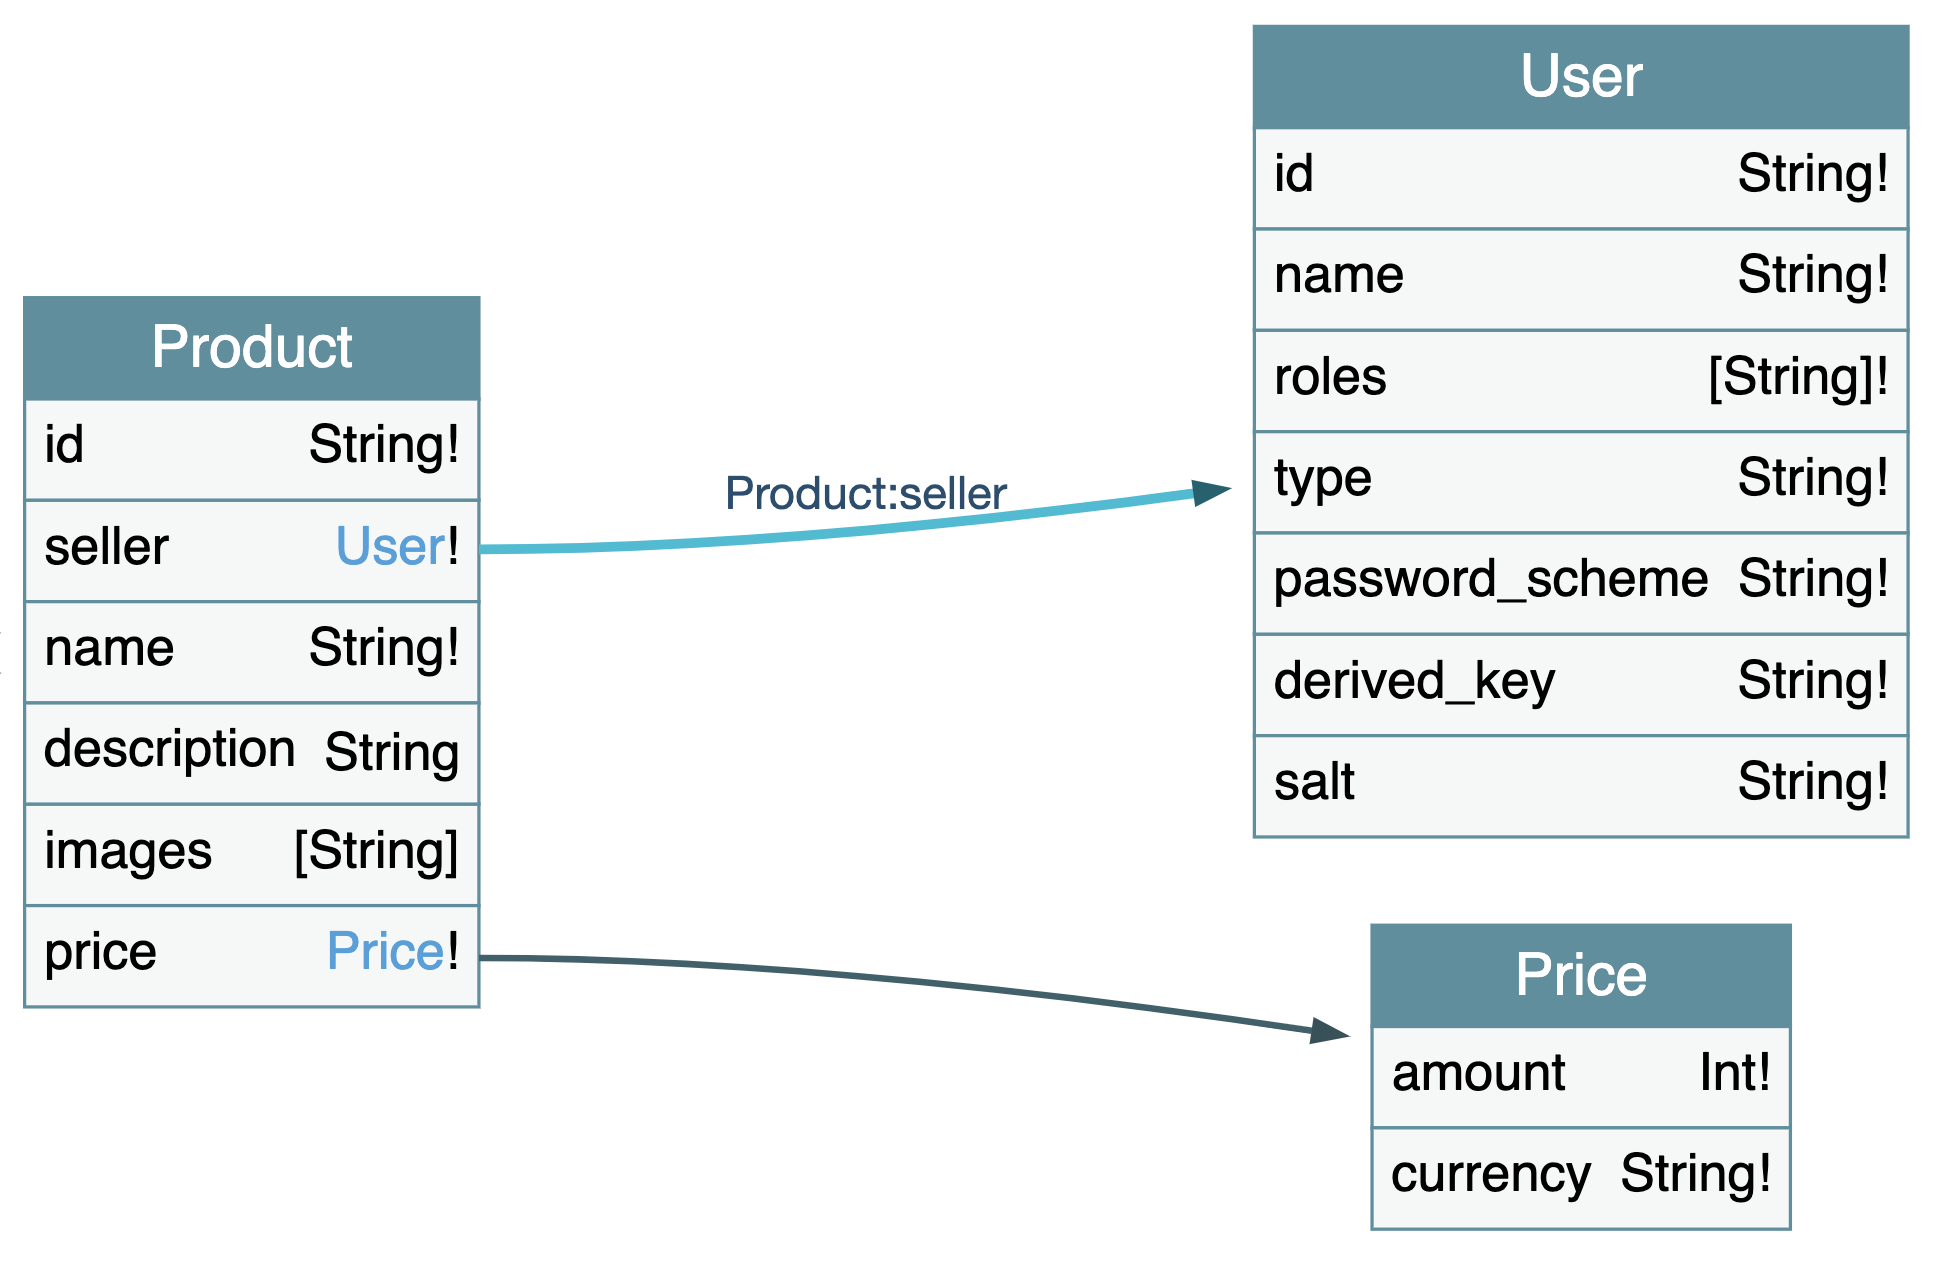 User
id String!
name String!
roles [String]!
type String!
password_scheme String!
derived_key String!
salt String!
Product
id String!
seller User!
name String!
description String
images [String]
price Price!
Product:seller
Price
amount Int!
currency String!